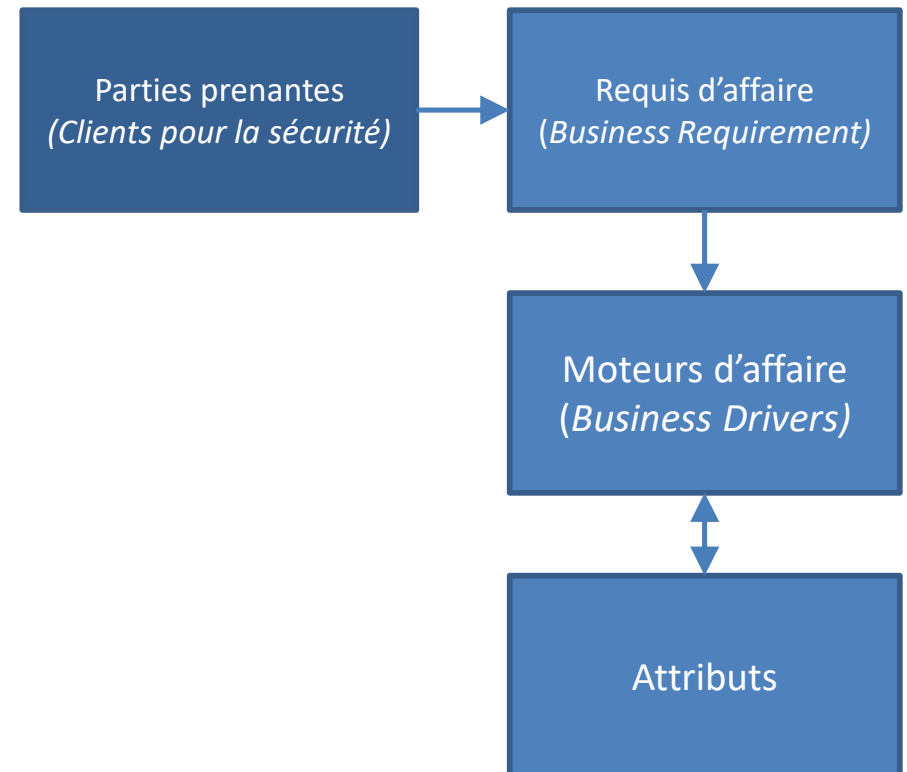 Parties prenantes
(Clients pour la sécurité)
Requis d’affaire
(Business Requirement)
Moteurs d’affaire
(Business Drivers)
Attributs